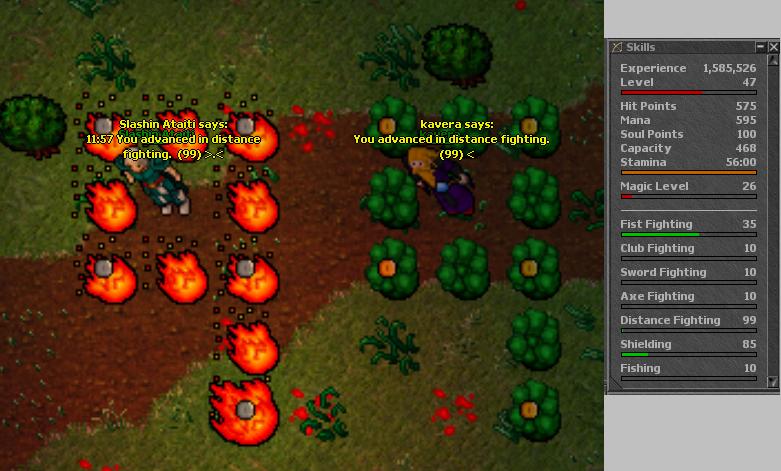 Slashin Ataiti says:
11:57 You advanced in distance
fighting. (99) >.<
kavera says:
You advanced in distance fighting.
(99) <
Skills
Experience 1,585,526
Level 47
Hit Points 575
Mana 595
Soul Points 100
Capacity 468
Stamina 56:00
Magic Level 26
Fist Fighting 35
Club Fighting 10
Sword Fighting 10
Axe Fighting 10
Distance Fighting 99
Shielding 85
Fishing 10